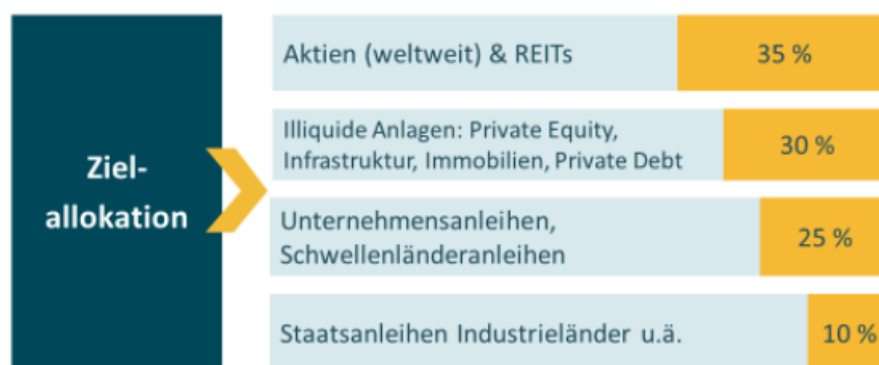 Ziel-
allokation
Aktien (weltweit) & REITs
35 %
Illiquide Anlagen: Private Equity,
Infrastruktur, Immobilien, Private Debt
30 %
Unternehmensanleihen,
Schwellenländeranleihen
25 %
Staatsanleihen Industrieländer u.ä.
10 %